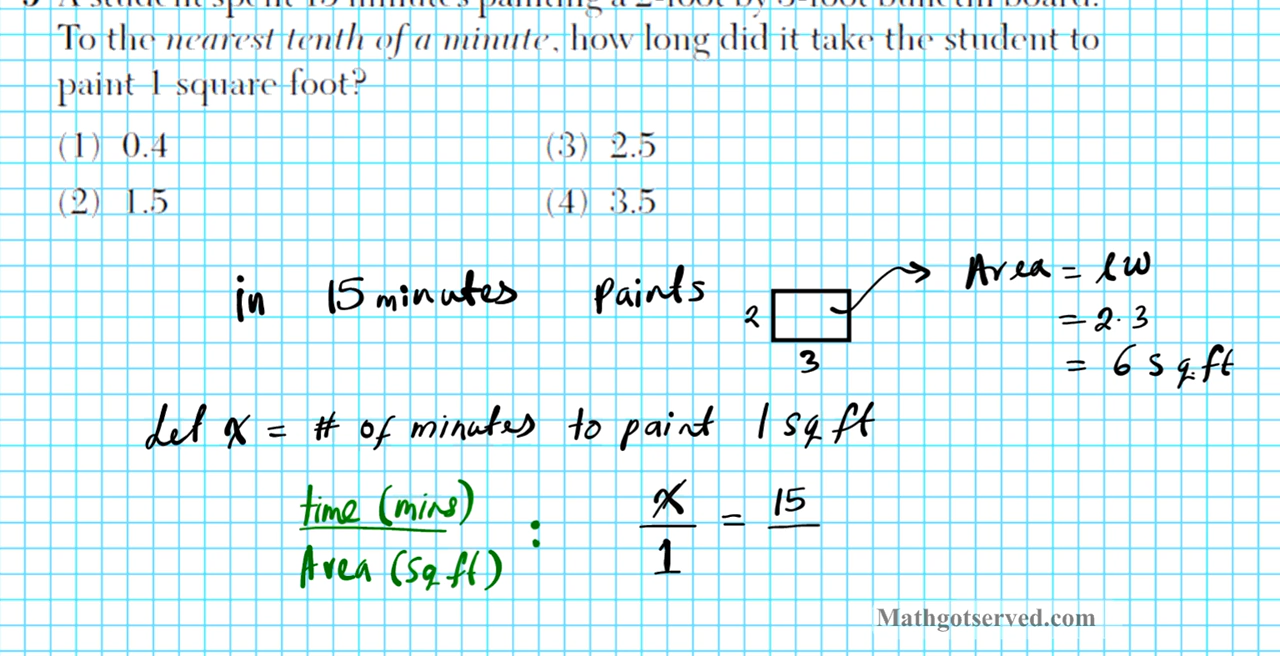 To the nearest tenth of a minute, how long did it take the student to
paint 1 square foot?
(1) 0.4 (3) 2.5
(2) 1.5 (4) 3.5
in 15 minutes paints 2 3
Area = lw
= 2·3
= 6 sq.ft
Let x = # of minutes to paint 1 sq ft
time (mins) / Area (sq ft) : x / 1 = 15
Mathgotserved.com